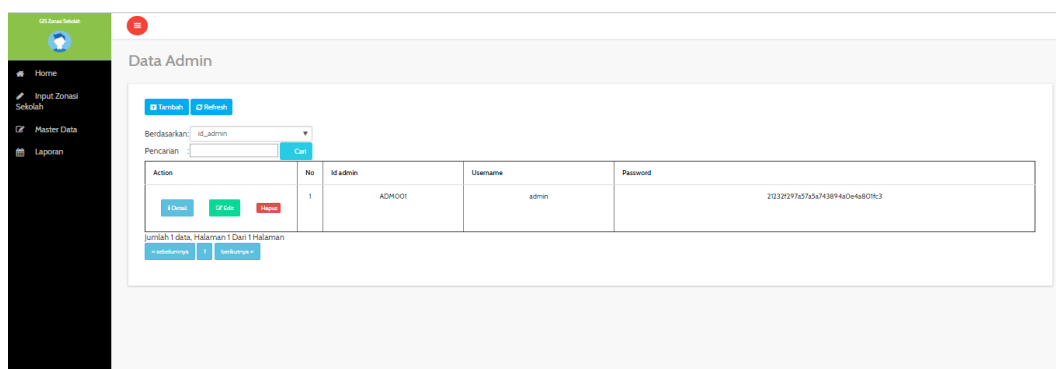 GIS Zonasi Sekolah
Home
Input Zonasi
Sekolah
Master Data
Laporan
Data Admin
Tambah Refresh
Berdasarkan: id_admin
Pencarian : Cari
Action No Id admin Username Password
Detail Edit Hapus 1 ADM001 admin 21232f297a57a5a743894a0e4a801fc3
Jumlah 1 data, Halaman 1 Dari 1 Halaman
« sebelumnya 1 berikutnya »